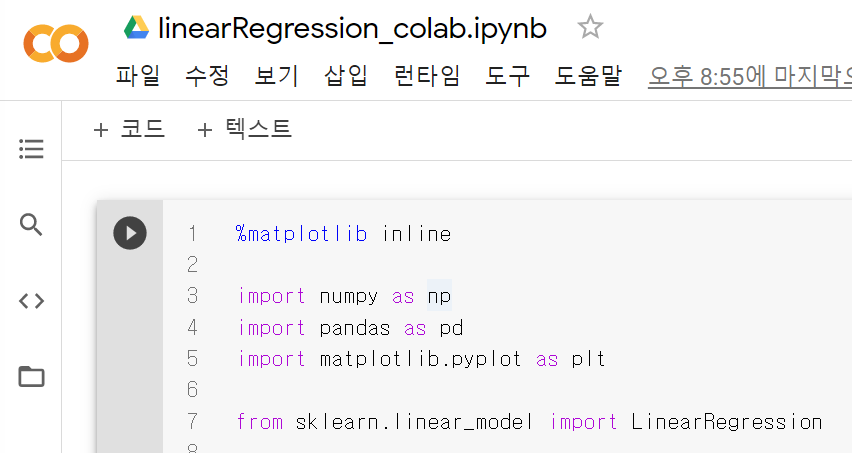 linearRegression_colab.ipynb
파일 수정 보기 삽입 런타임 도구 도움말 오후 8:55에 마지막으
+ 코드 + 텍스트
1 %matplotlib inline
2
3 import numpy as np
4 import pandas as pd
5 import matplotlib.pyplot as plt
6
7 from sklearn.linear_model import LinearRegression
8